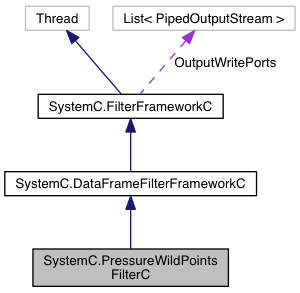 Thread
List< PipedOutputStream >
OutputWritePorts
SystemC.FilterFrameworkC
SystemC.DataFrameFilterFrameworkC
SystemC.PressureWildPoints
FilterC